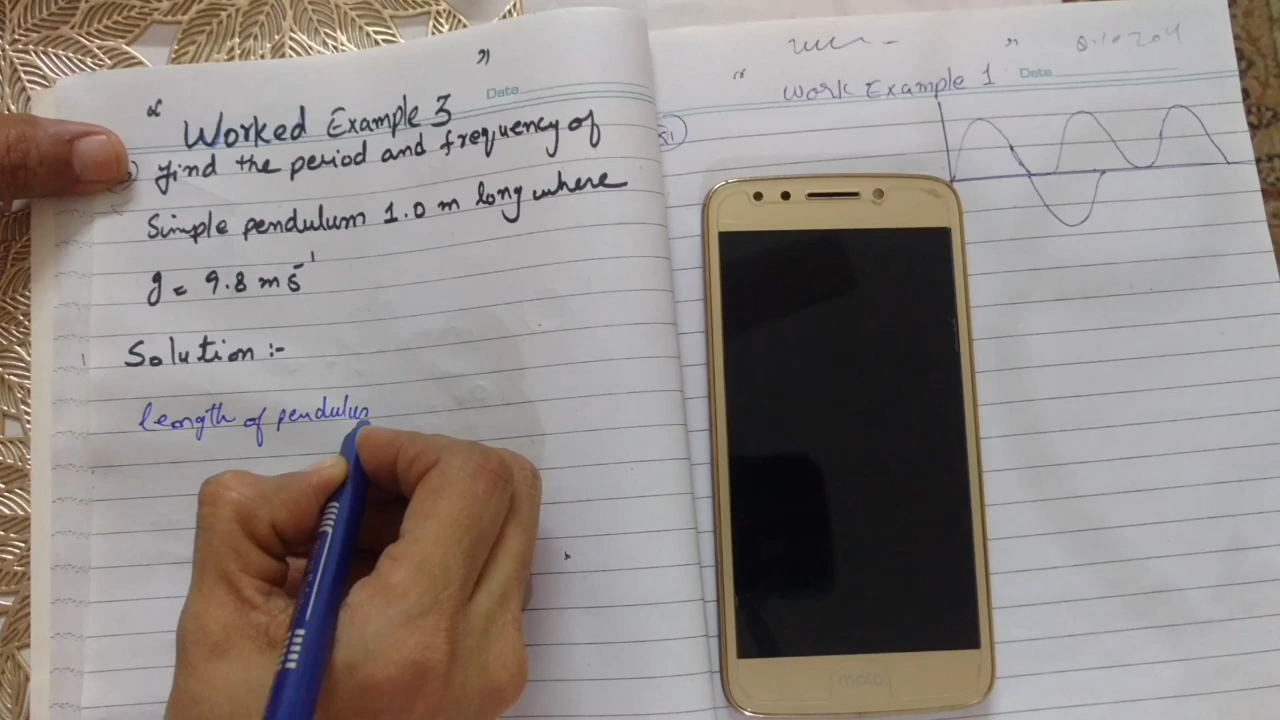 " Worked Example 3 "
Date
find the period and frequency of
Simple pendulum 1.0 m long where
g = 9.8 m s⁻¹
Solution :-
length of pendulum
"
" Work Example 1
Date
moto